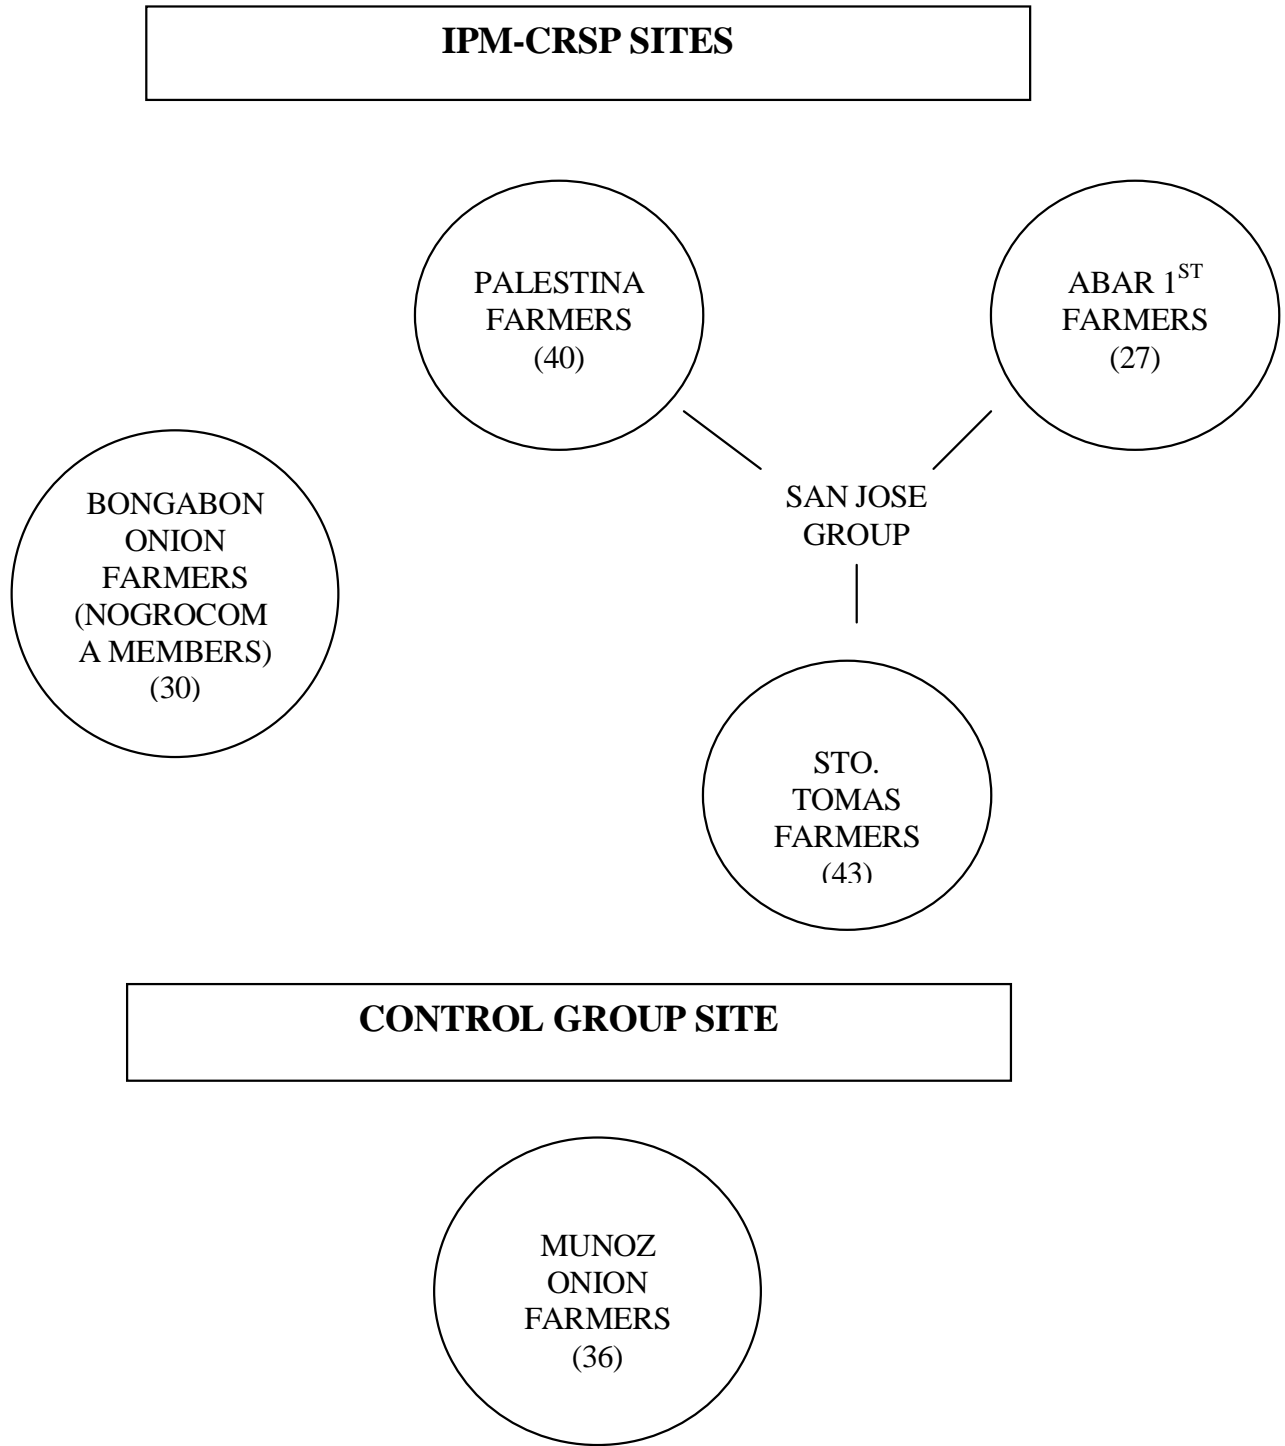 IPM-CRSP SITES
PALESTINA
FARMERS
(40)
ABAR 1ST
FARMERS
(27)
SAN JOSE
GROUP
BONGABON
ONION
FARMERS
(NOGROCOM
A MEMBERS)
(30)
STO.
TOMAS
FARMERS
(43)
CONTROL GROUP SITE
MUNOZ
ONION
FARMERS
(36)